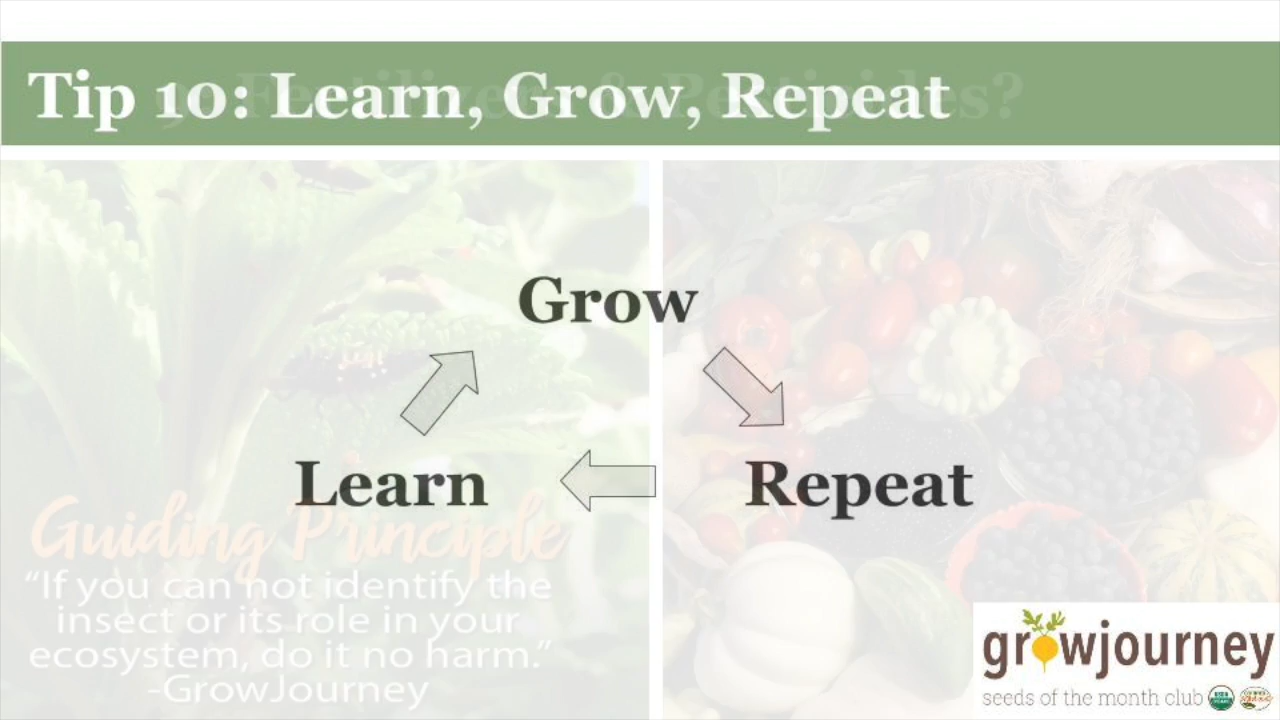 Tip 10: Learn, Grow, Repeat
Grow
Learn
Repeat
Guiding Principle
“If you can not identify the
insect or its role in your
ecosystem, do it no harm.”
-GrowJourney
growjourney
seeds of the month club